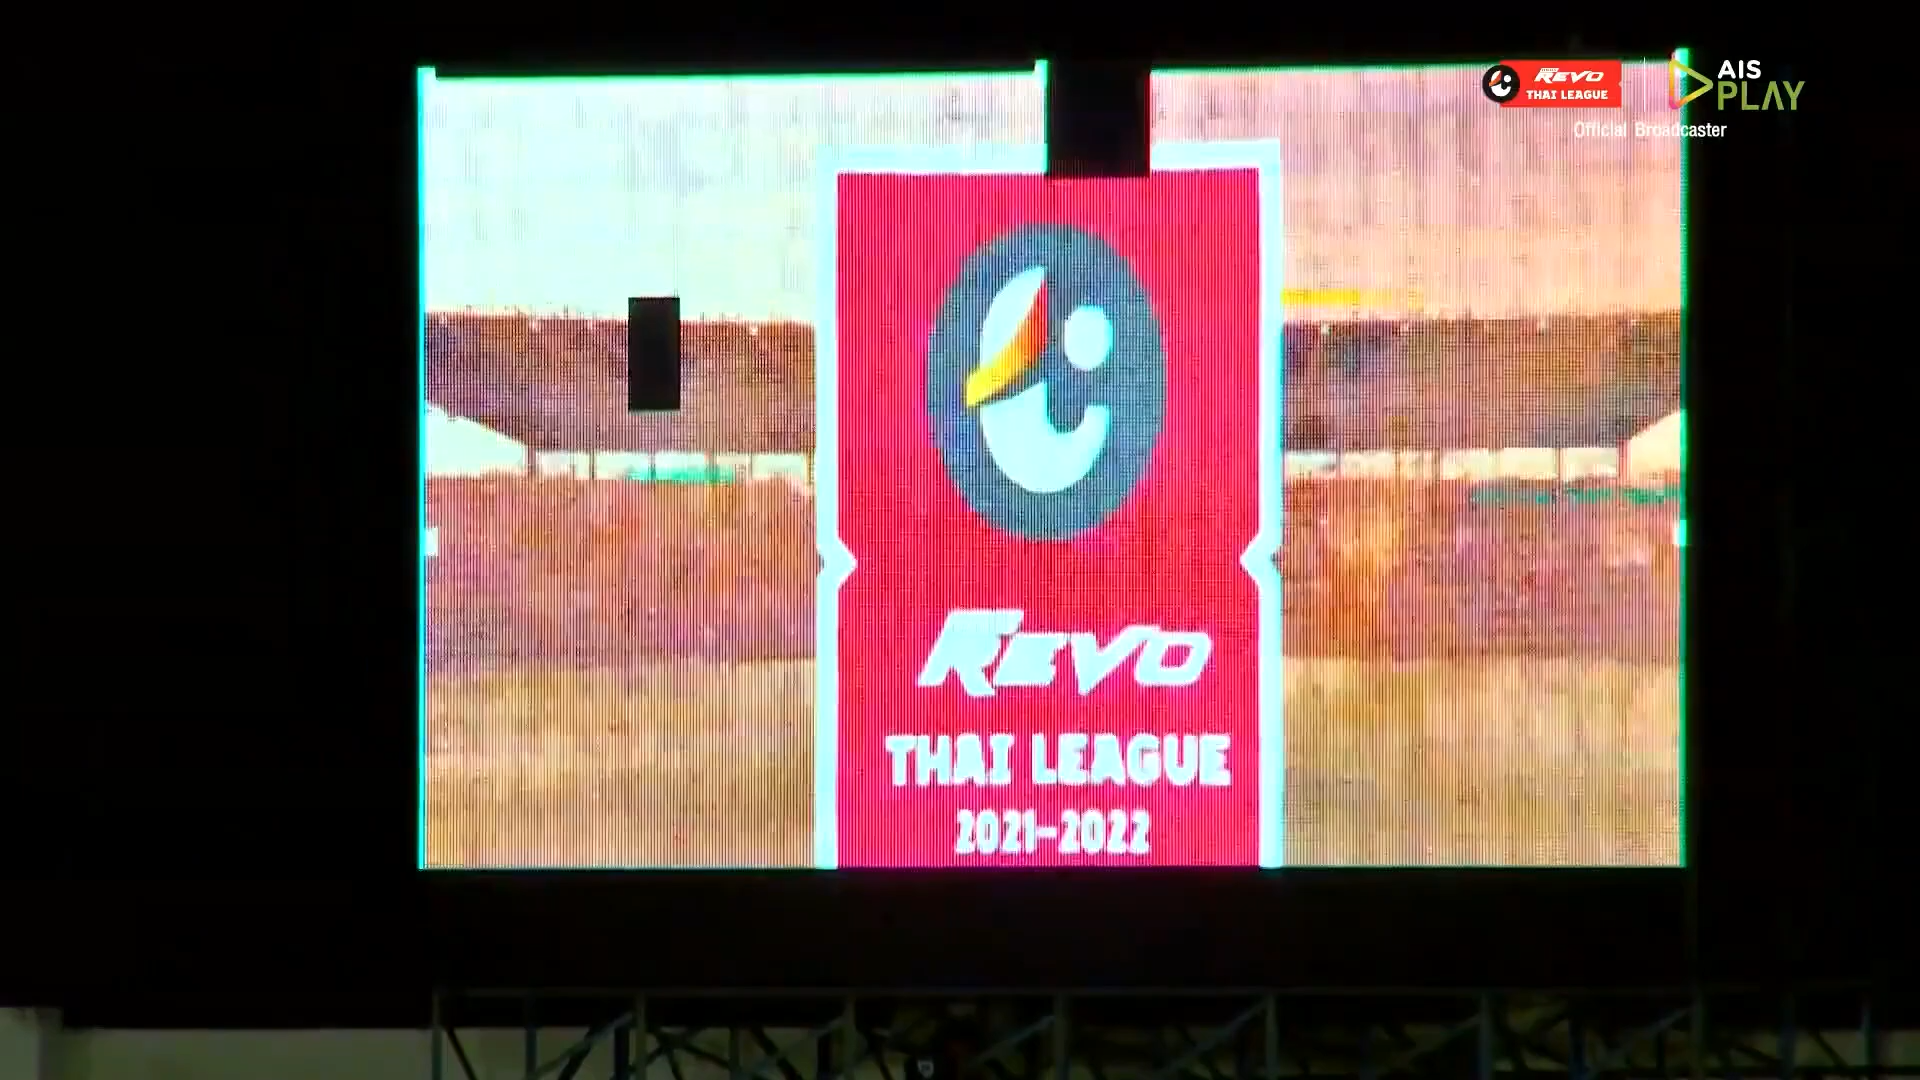 REVO
THAI LEAGUE
AIS
PLAY
Official Broadcaster
REVO
THAI LEAGUE
2021-2022